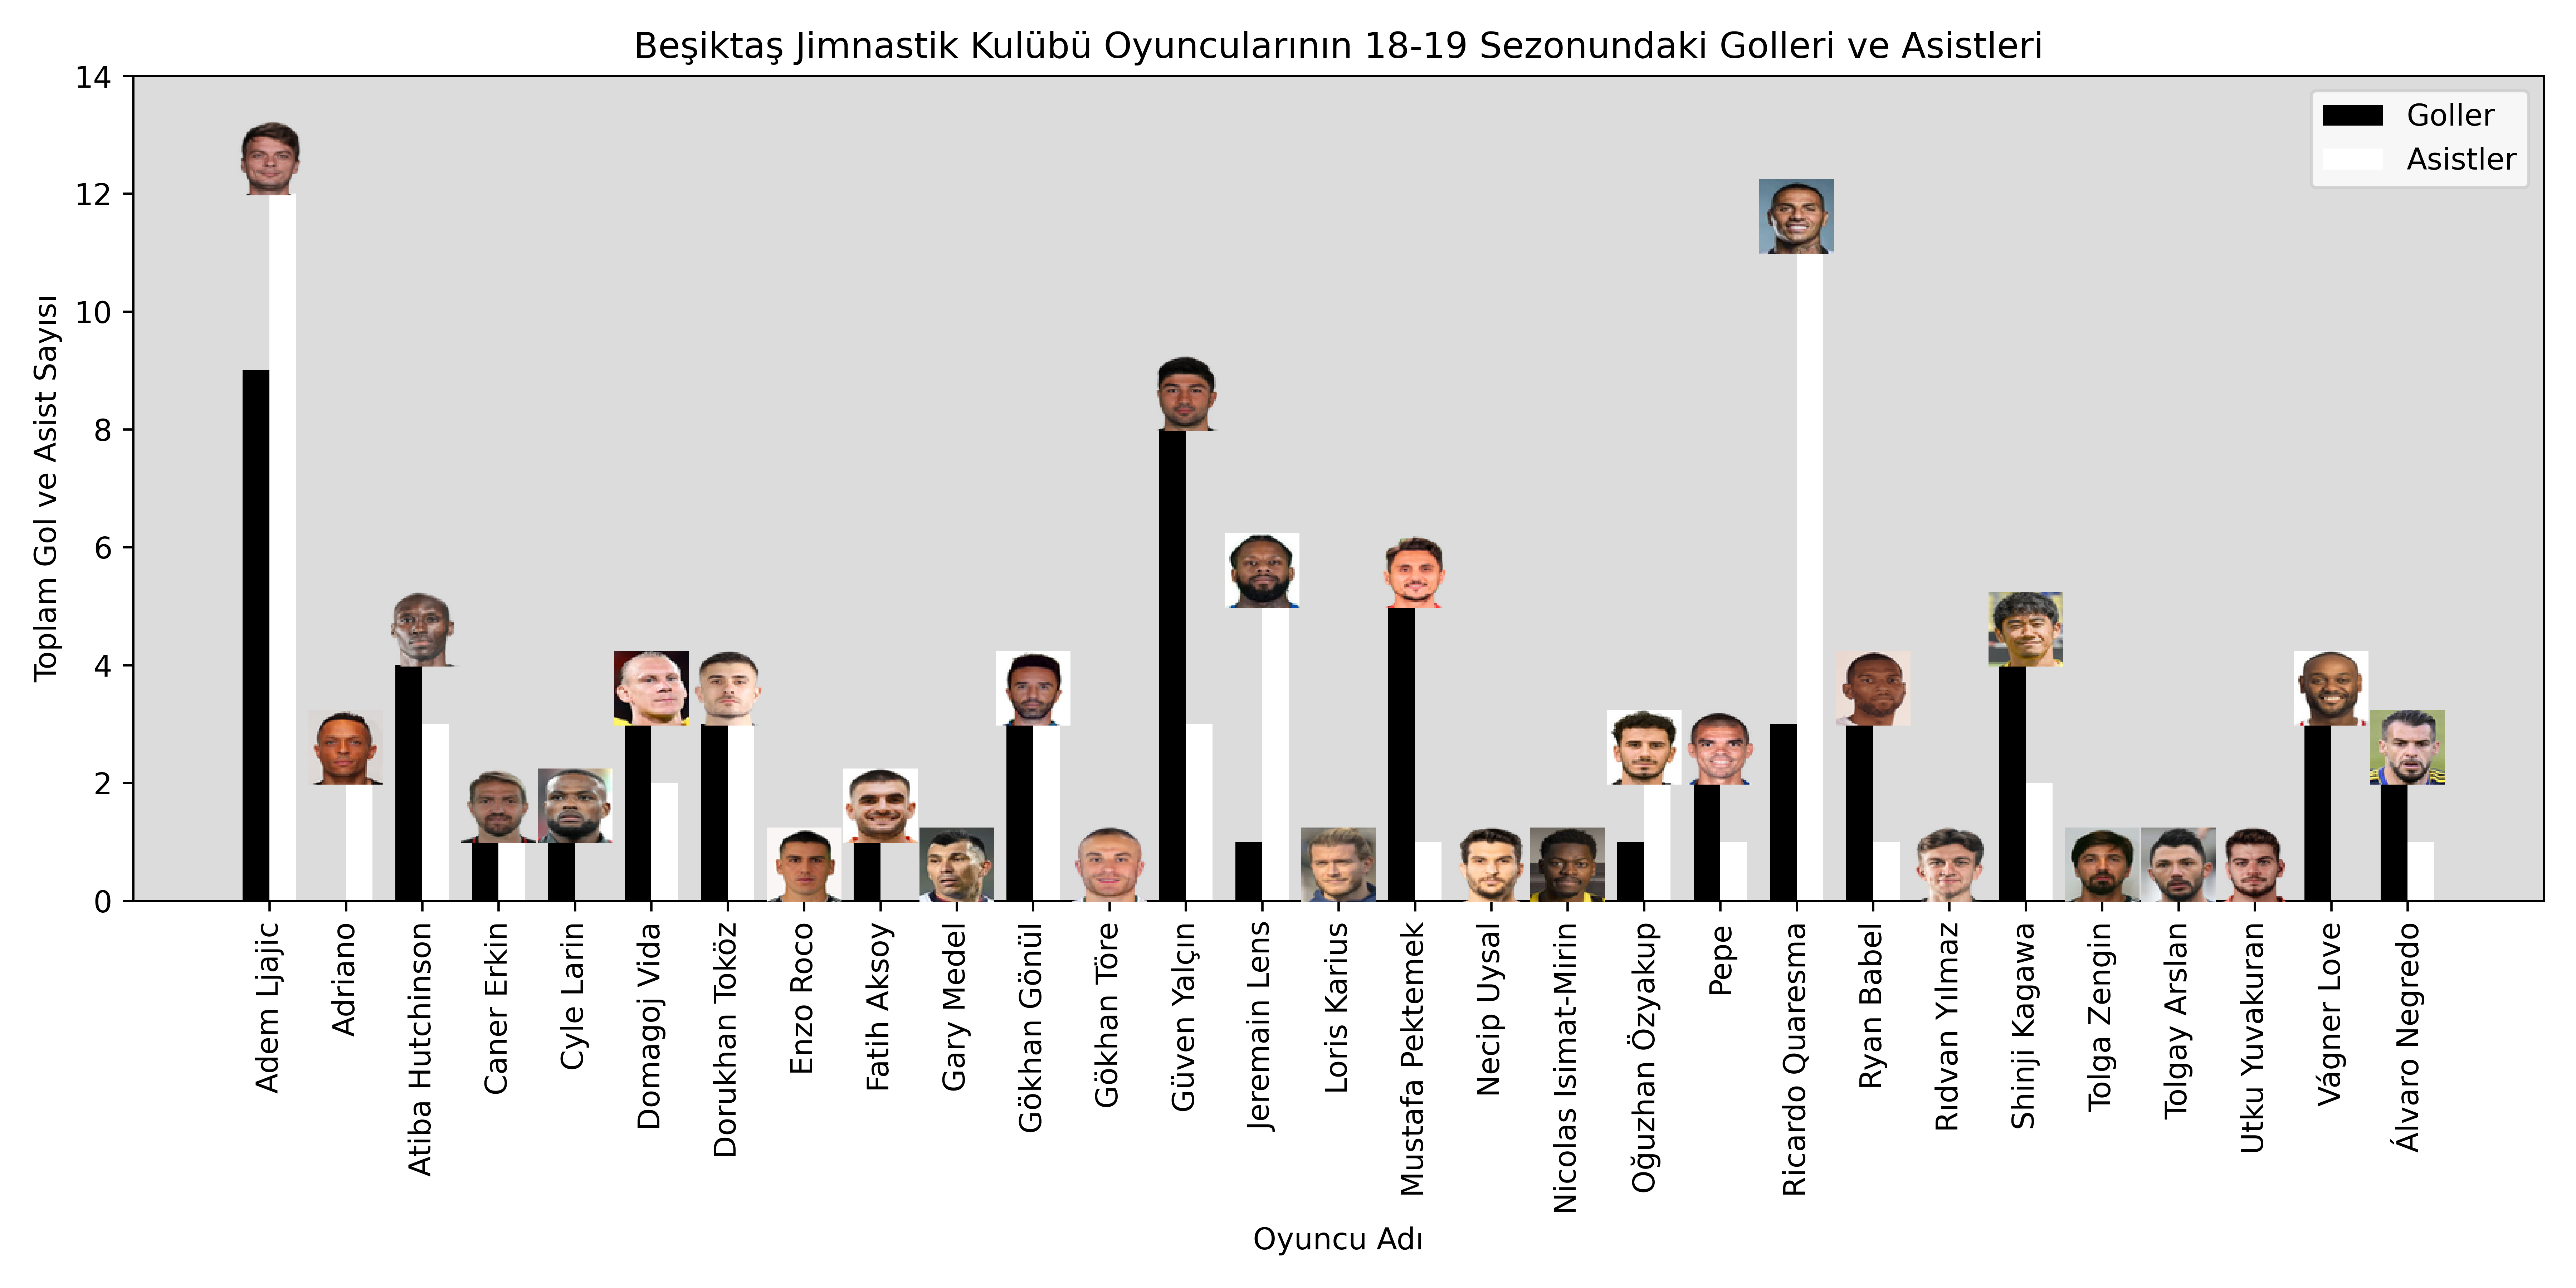 Beşiktaş Jimnastik Kulübü Oyuncularının 18-19 Sezonundaki Golleri ve Asistleri
Goller
Asistler
Toplam Gol ve Asist Sayısı
14
12
10
8
6
4
2
0
Adem Ljajic
Adriano
Atiba Hutchinson
Caner Erkin
Cyle Larin
Domagoj Vida
Dorukhan Toköz
Enzo Roco
Fatih Aksoy
Gary Medel
Gökhan Gönül
Gökhan Töre
Güven Yalçın
Jeremain Lens
Loris Karius
Mustafa Pektemek
Necip Uysal
Nicolas Isimat-Mirin
Oğuzhan Özyakup
Pepe
Ricardo Quaresma
Ryan Babel
Rıdvan Yılmaz
Shinji Kagawa
Tolga Zengin
Tolgay Arslan
Utku Yuvakuran
Vágner Love
Álvaro Negredo
Oyuncu Adı